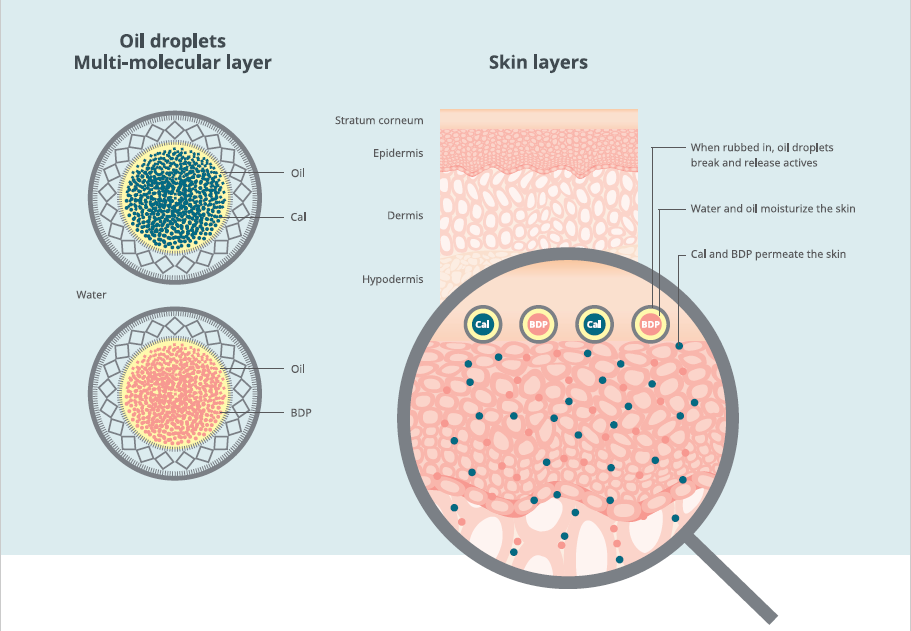 Oil droplets
Multi-molecular layer
Oil
Cal
Water
Oil
BDP
Skin layers
Stratum corneum
Epidermis
Dermis
Hypodermis
When rubbed in, oil droplets
break and release actives
Water and oil moisturize the skin
Cal and BDP permeate the skin
Cal
BDP
Cal
BDP